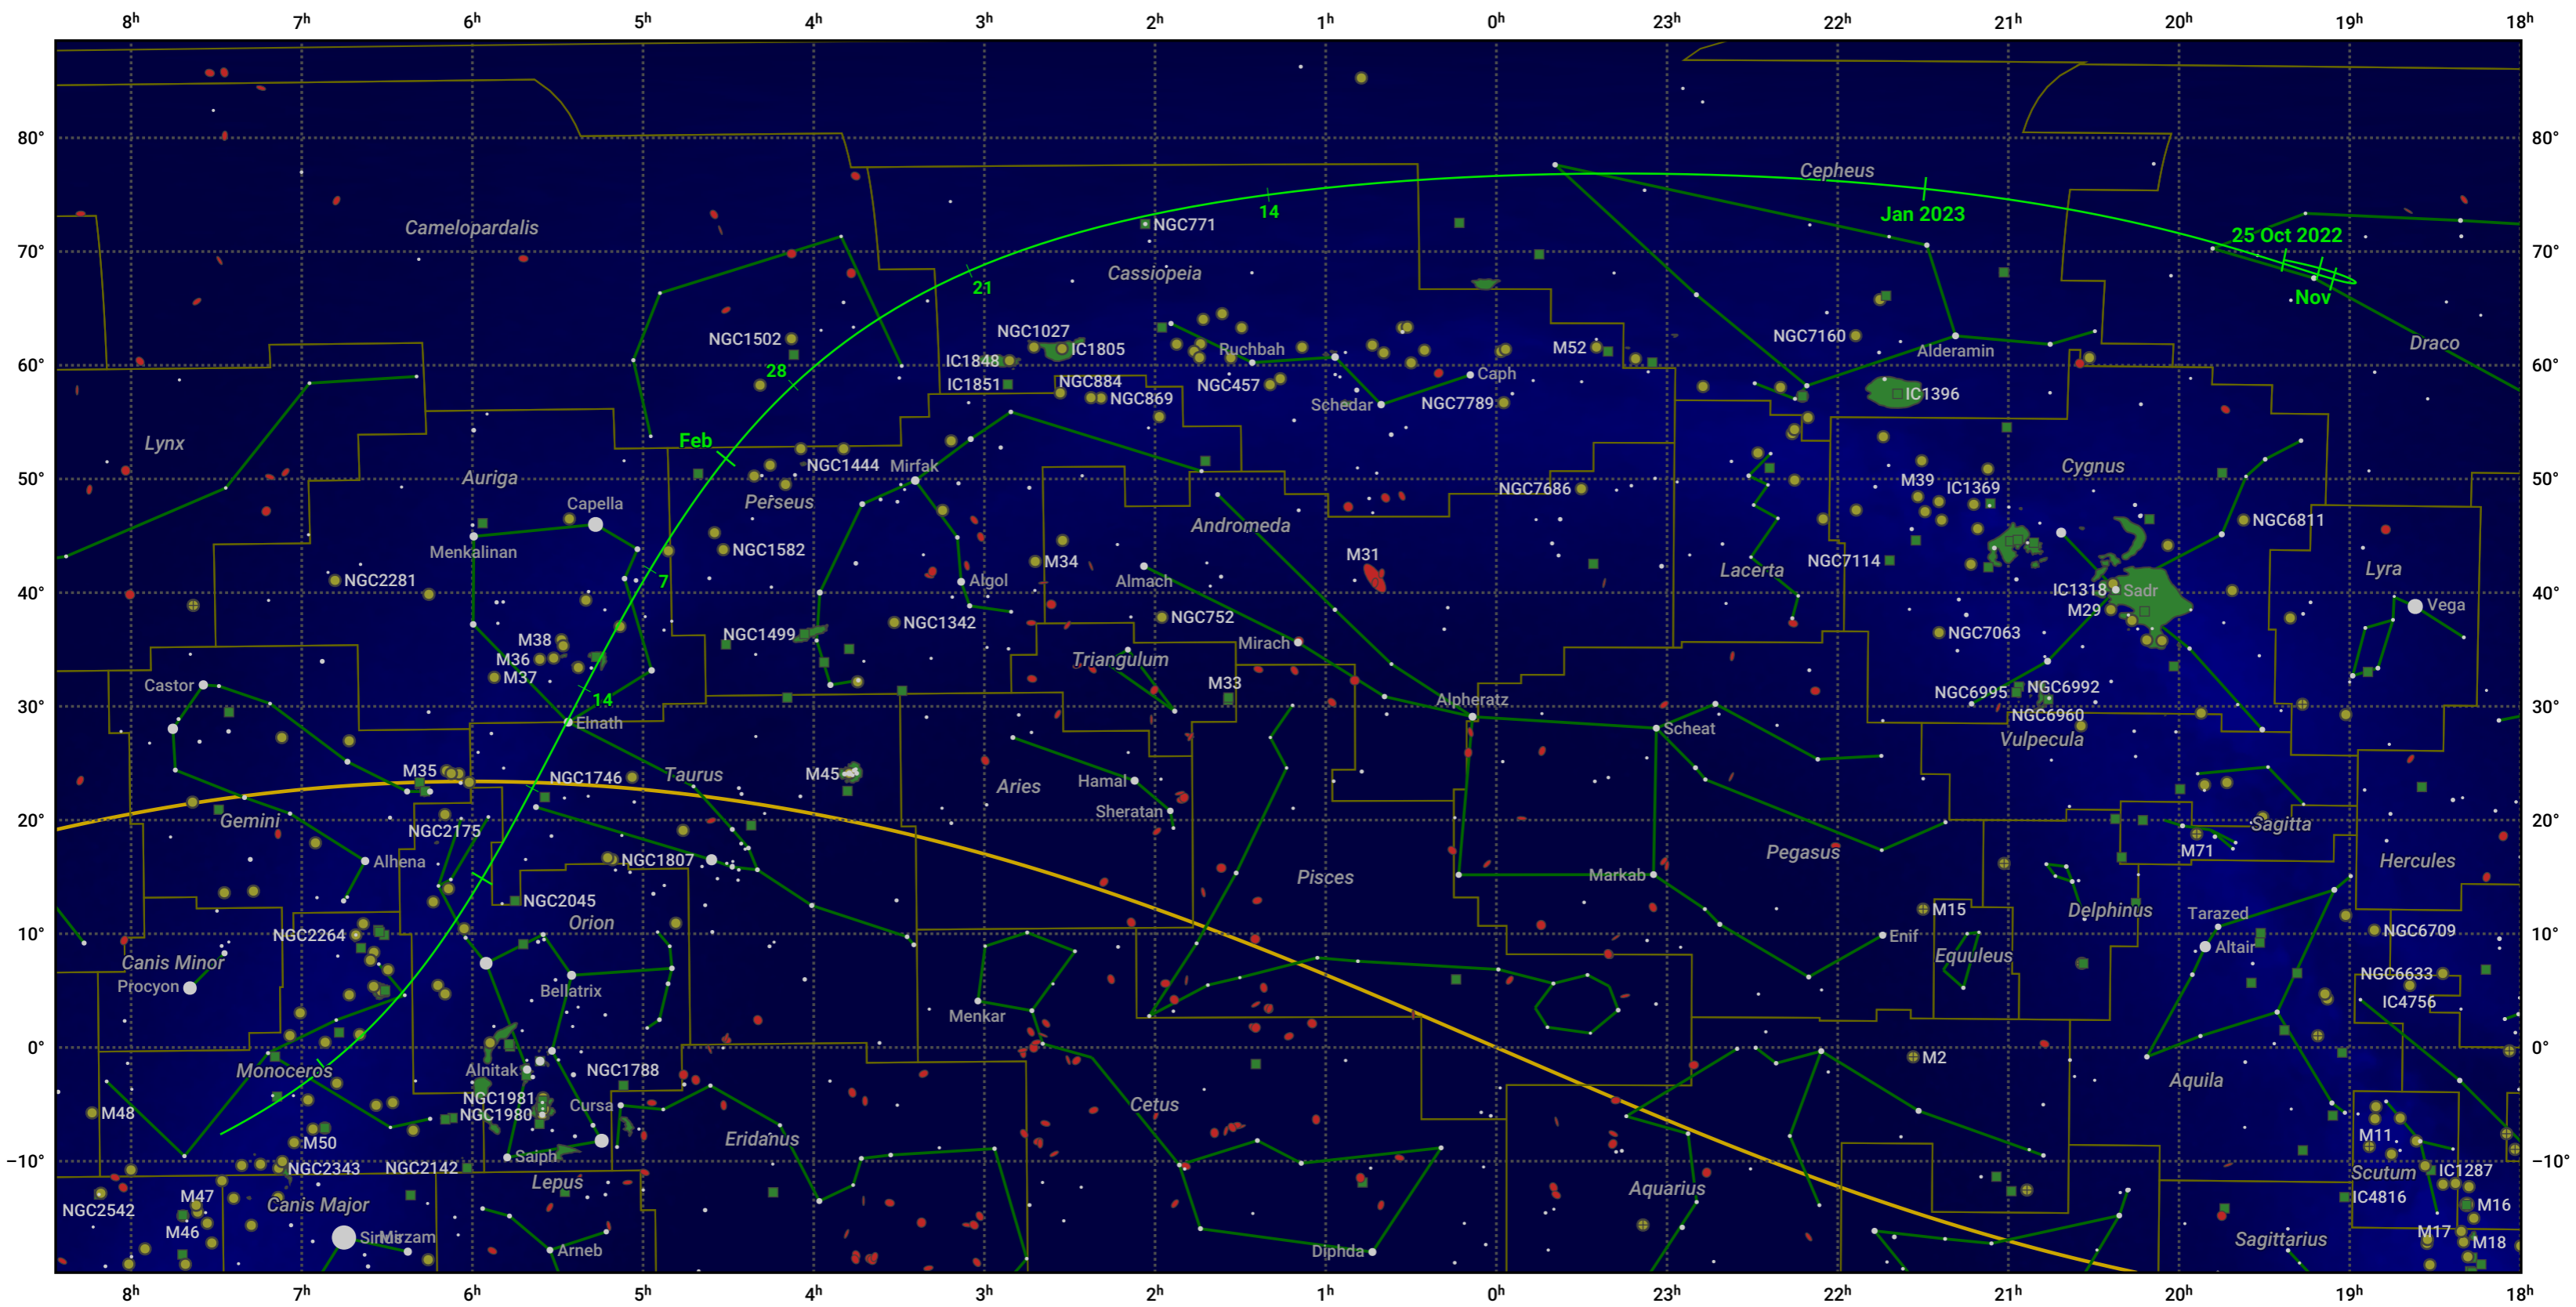 8ʰ 7ʰ 6ʰ 5ʰ 4ʰ 3ʰ 2ʰ 1ʰ 0ʰ 23ʰ 22ʰ 21ʰ 20ʰ 19ʰ 18ʰ
80° 80°
Cepheus
14
Jan 2023
NGC771
Camelopardalis
25 Oct 2022
70° 70°
Cassiopeia
21
Nov
NGC1502
NGC1027
IC1805
Ruchbah
M52
NGC7160
Alderamin
Draco
60° 60°
IC1848
28
IC1851
NGC884
NGC869
NGC457
Caph
Schedar
NGC7789
IC1396
Lynx
Feb
Auriga
NGC1444
Mirfak
Cygnus
50° 50°
M39
IC1369
NGC7686
Capella
Perseus
Andromeda
NGC6811
Menkalinan
NGC1582
M34
M31
NGC7114
Lacerta
Lyra
NGC2281
7
Algol
Almach
40° 40°
IC1318
Sadr
Vega
M29
NGC1499
NGC1342
NGC752
NGC7063
M38
Mirach
M36
Triangulum
M37
Castor
M33
NGC6995
NGC6992
14
Alpheratz
30° 30°
NGC6960
Elnath
Scheat
Vulpecula
M35
NGC1746
Taurus
M45
Aries
Hamal
Sheratan
20° 20°
Gemini
NGC2175
Sagitta
Alhena
NGC1807
Pegasus
M71
Hercules
Pisces
Markab
NGC2045
Orion
M15
Delphinus
Tarazed
10° 10°
NGC2264
Enif
NGC6709
Altair
Canis Minor
Equuleus
Procyon
Bellatrix
NGC6633
IC4756
Menkar
0° 0°
M2
Monoceros
Alnitak
NGC1788
Aquila
M48
NGC1981
NGC1980
Cursa
Cetus
M50
Eridanus
M11
Saiph
−10° −10°
NGC2343
NGC2142
Scutum
IC1287
Lepus
Aquarius
M47
Canis Major
IC4816
M16
NGC2542
M46
Sirius
Mirzam
Arneb
Diphda
Sagittarius
M17
M18
8ʰ 7ʰ 6ʰ 5ʰ 4ʰ 3ʰ 2ʰ 1ʰ 0ʰ 23ʰ 22ʰ 21ʰ 20ʰ 19ʰ 18ʰ